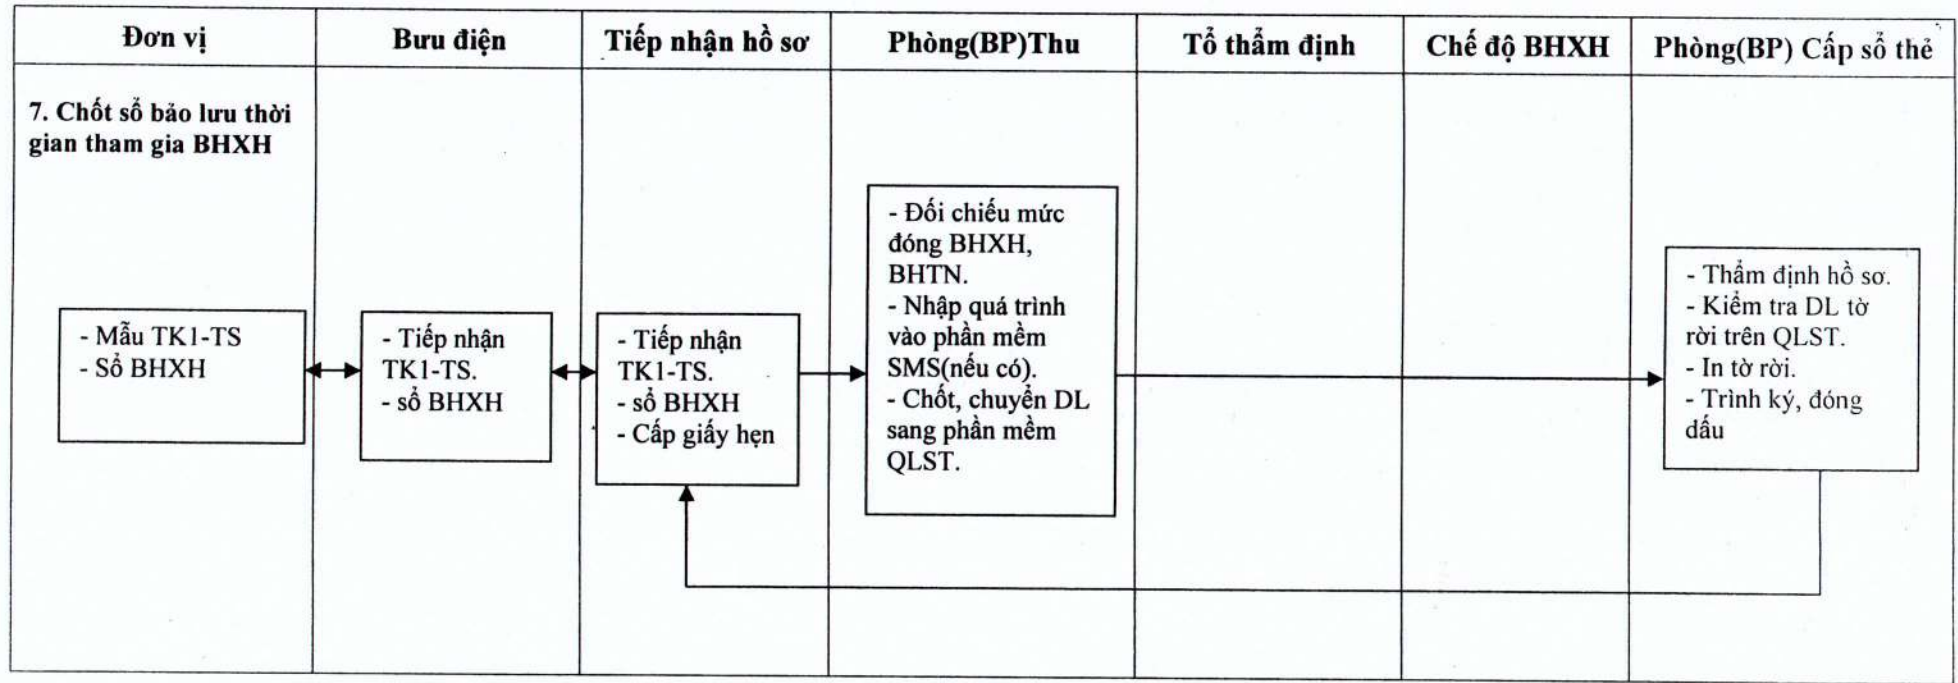 Đơn vị
Bưu điện
Tiếp nhận hồ sơ
Phòng(BP)Thu
Tổ thẩm định
Chế độ BHXH
Phòng(BP) Cấp sổ thẻ
7. Chốt sổ bảo lưu thời
gian tham gia BHXH
- Mẫu TK1-TS
- Sổ BHXH
- Tiếp nhận
TK1-TS.
- sổ BHXH
- Tiếp nhận
TK1-TS.
- sổ BHXH
- Cấp giấy hẹn
- Đối chiếu mức
đóng BHXH,
BHTN.
- Nhập quá trình
vào phần mềm
SMS(nếu có).
- Chốt, chuyển DL
sang phần mềm
QLST.
- Thẩm định hồ sơ.
- Kiểm tra DL tờ
rời trên QLST.
- In tờ rời.
- Trình ký, đóng
dấu